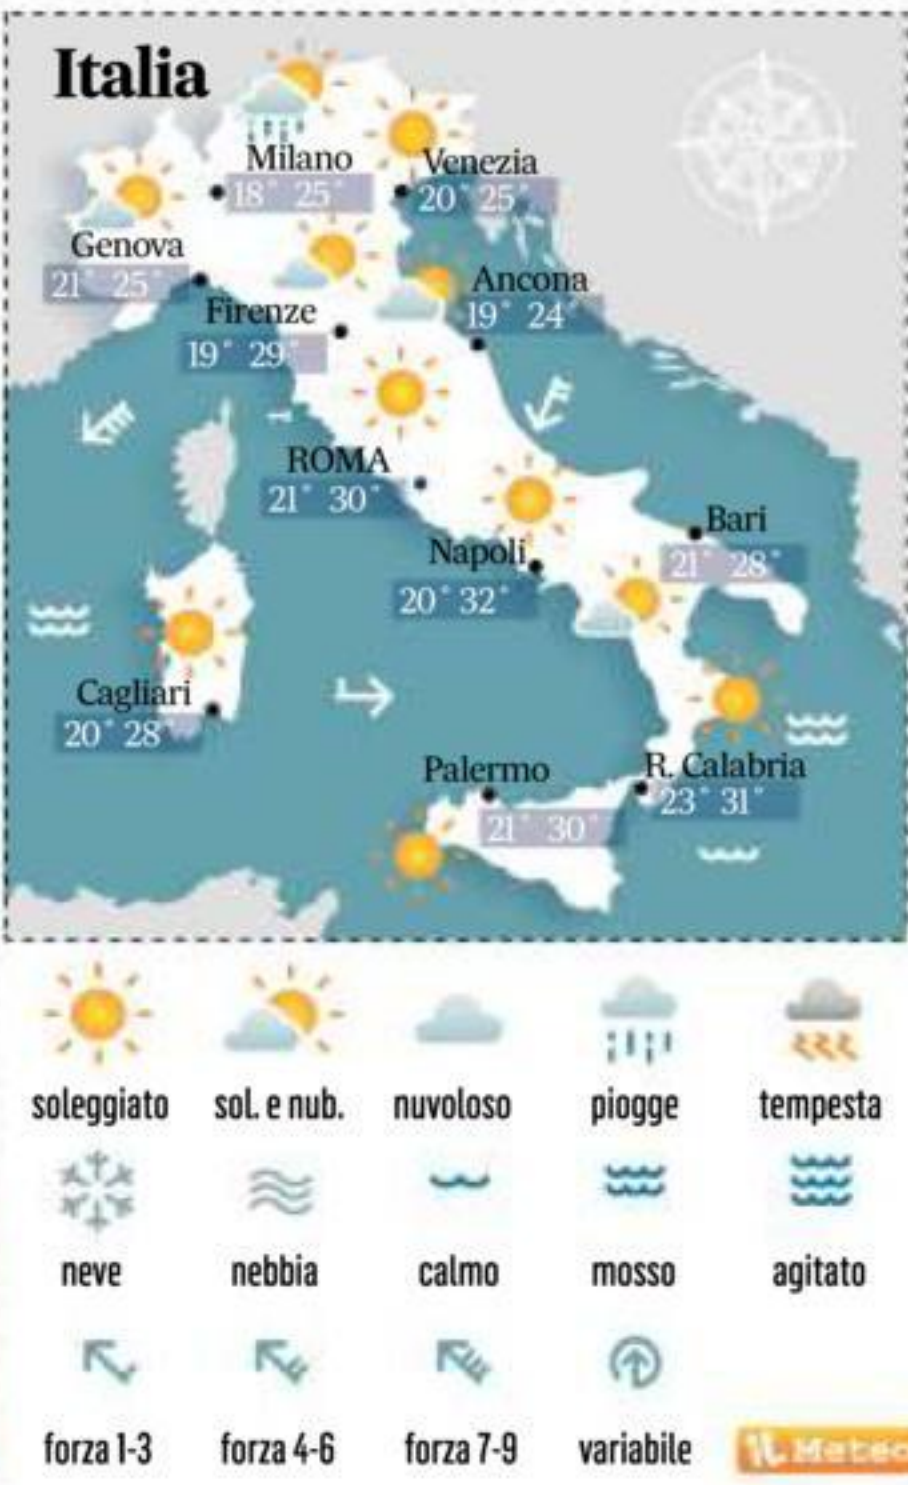 Italia
Milano
18° 25°
Venezia
20° 25°
Genova
21° 25°
Firenze
19° 29°
Ancona
19° 24°
ROMA
21° 30°
Napoli
20° 32°
Bari
21° 28°
Cagliari
20° 28°
Palermo
21° 30°
R. Calabria
23° 31°
soleggiato sol. e nub. nuvoloso piogge tempesta
neve nebbia calmo mosso agitato
forza 1-3 forza 4-6 forza 7-9 variabile
iL Meteo